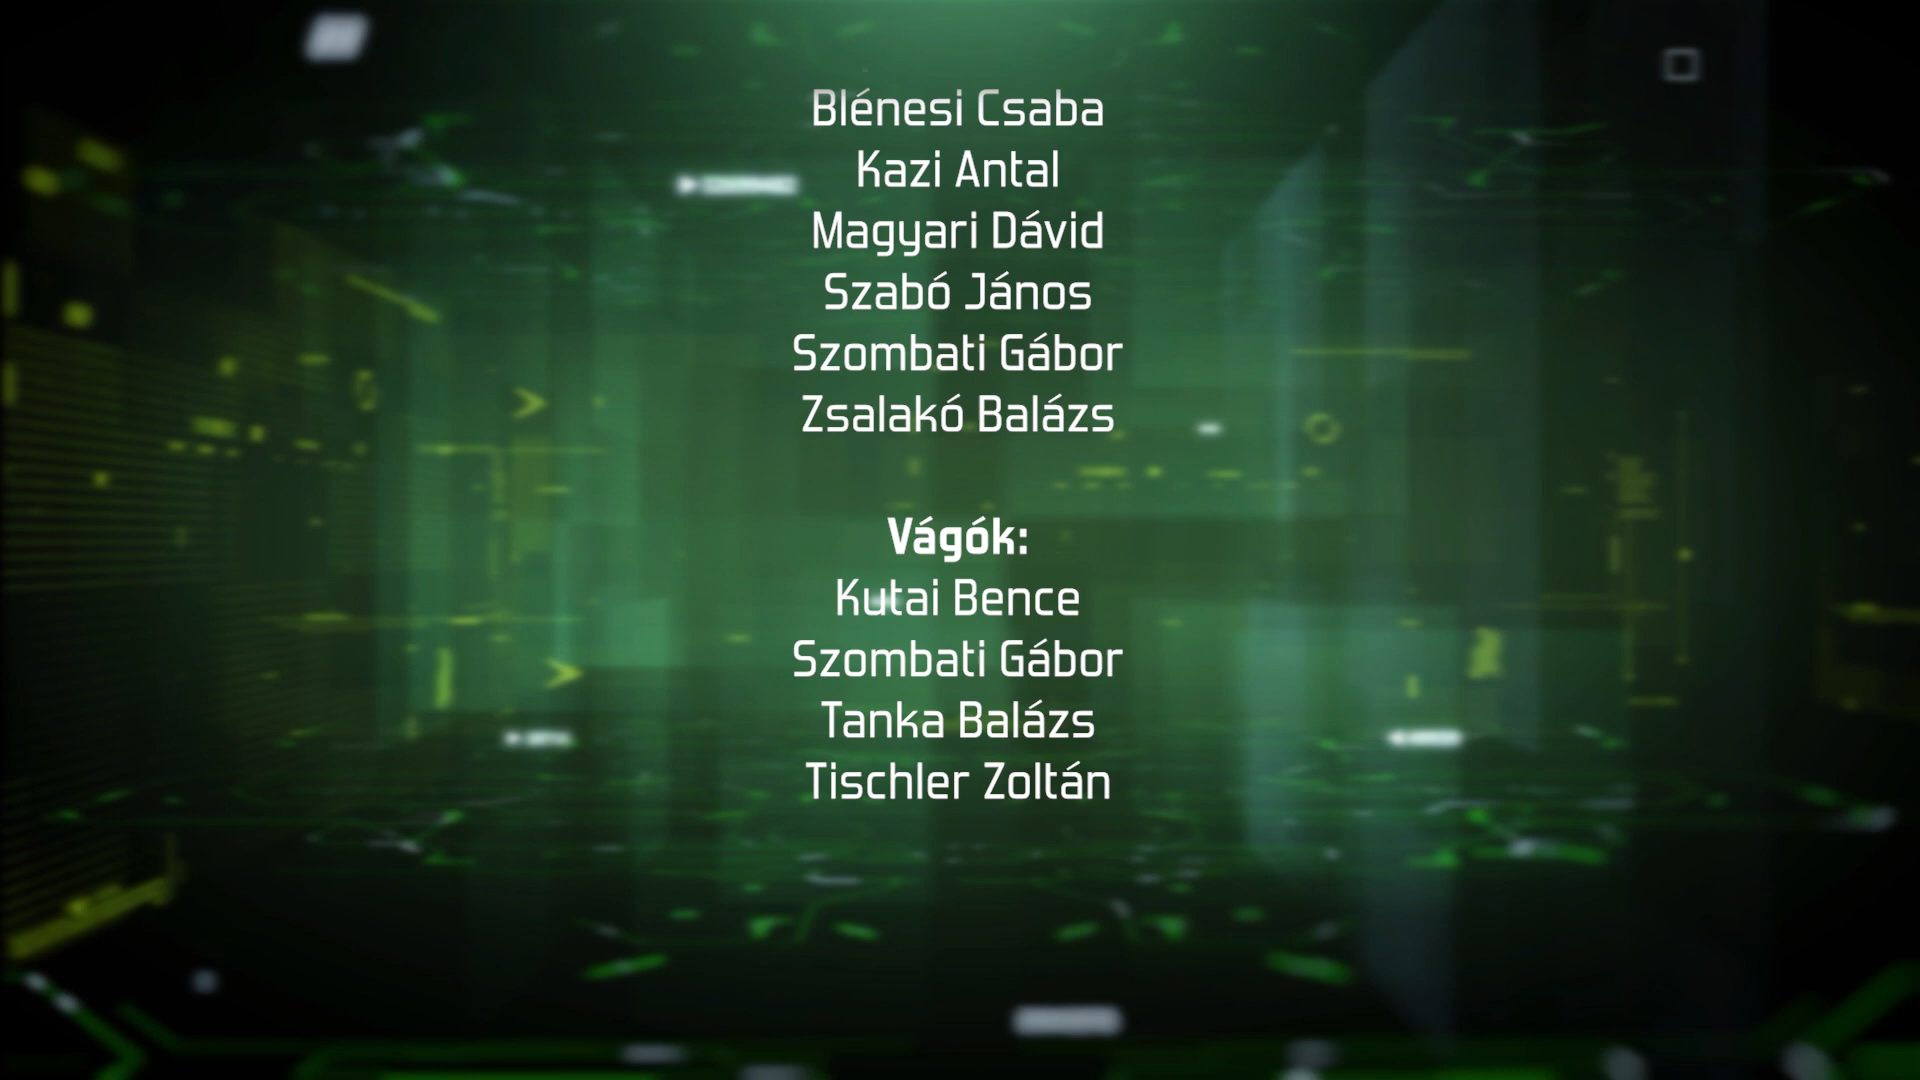 Blénesi Csaba
Kazi Antal
Magyari Dávid
Szabó János
Szombati Gábor
Zsalakó Balázs
Vágók:
Kutai Bence
Szombati Gábor
Tanka Balázs
Tischler Zoltán